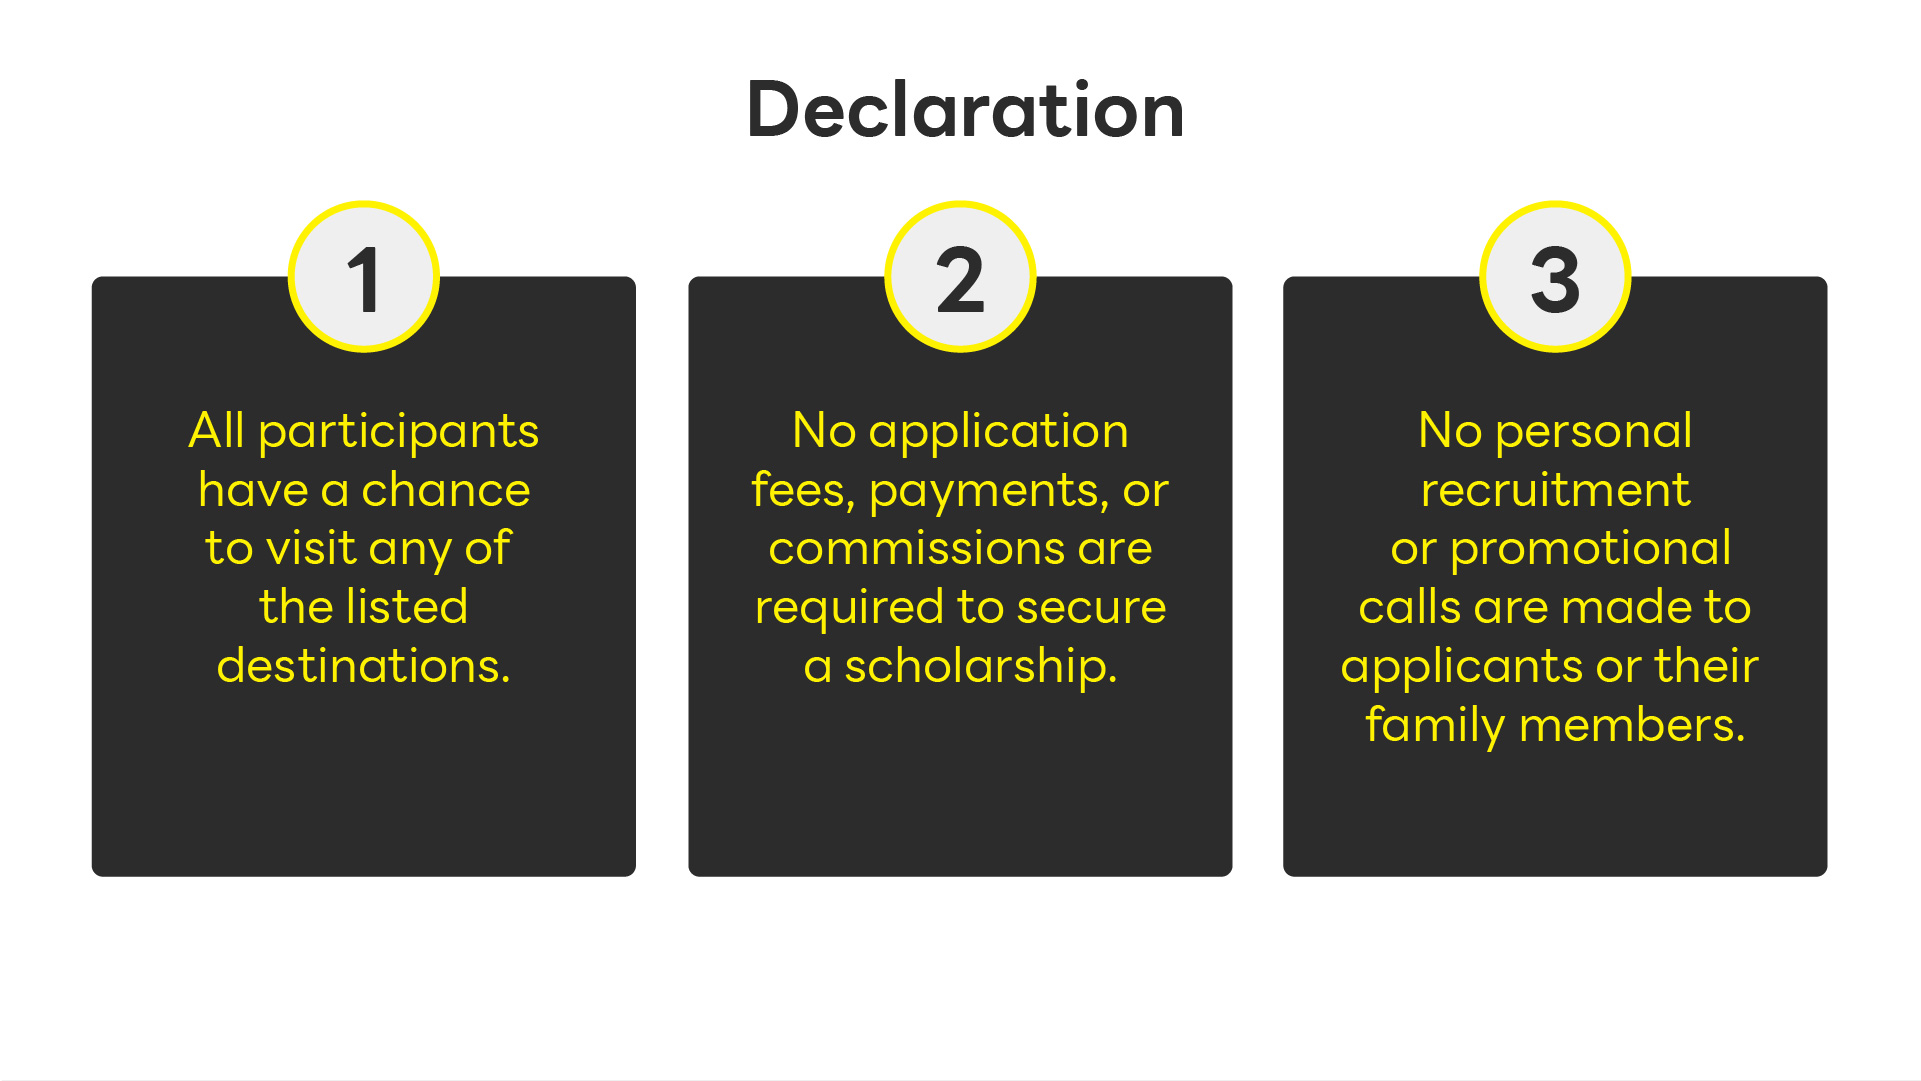 Declaration
1
All participants
have a chance
to visit any of
the listed
destinations.
2
No application
fees, payments, or
commissions are
required to secure
a scholarship.
3
No personal
recruitment
or promotional
calls are made to
applicants or their
family members.